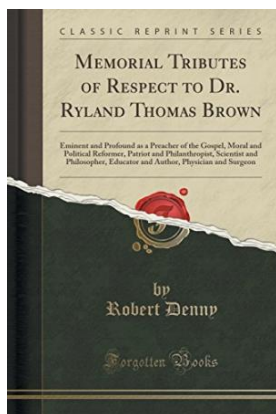 CLASSIC REPRINT SERIES
MEMORIAL TRIBUTES
OF RESPECT TO DR.
RYLAND THOMAS BROWN
Eminent and Profound as a Preacher of the Gospel, Moral and
Political Reformer, Patriot and Philanthropist, Scientist and
Philosopher, Educator and Author, Physician and Surgeon
by
Robert Denny
Forgotten Books